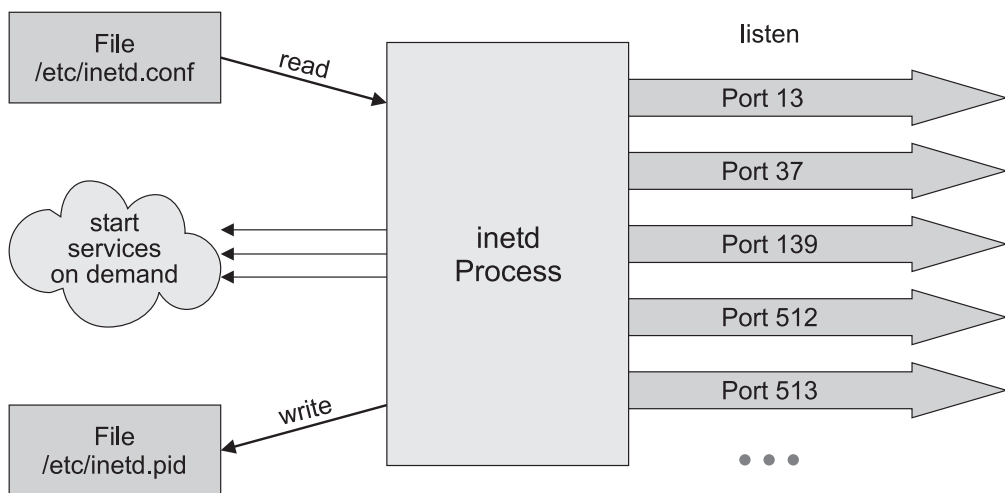 File
/etc/inetd.conf
read
start
services
on demand
inetd
Process
write
File
/etc/inetd.pid
listen
Port 13
Port 37
Port 139
Port 512
Port 513